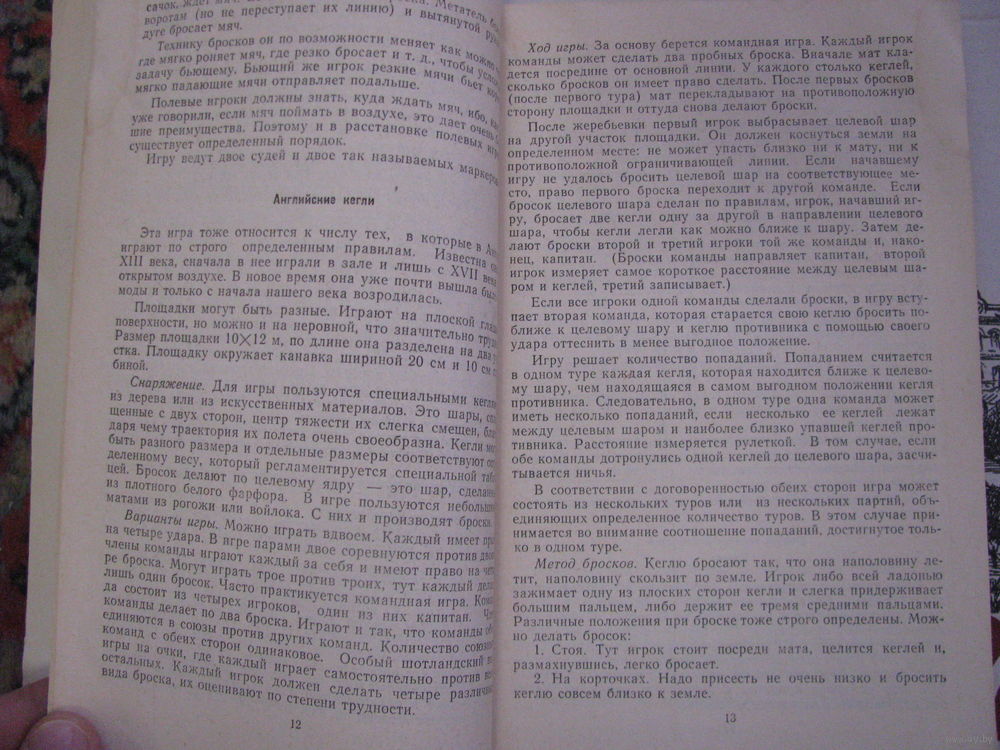 сачок, ждет мяч.
Метатель
воротам (но не переступает их линию) и вытянутой
дуге бросает мяч.
Технику бросков он по возможности меняет как можно
где мягко роняет мяч, где резко бросает и т. д., чтобы
задачу бьющему. Бьющий же игрок резкие мячи бьет
мягко падающие мячи отправляет подальше.
Полевые игроки должны знать, куда ждать мяч, ибо,
уже говорили, если мяч поймать в воздухе, это дает очень
шие преимущества. Поэтому и в расстановке полевых
существует определенный порядок.
Игру ведут двое судей и двое так называемых маркеров
Английские кегли
Эта игра тоже относится к числу тех, в которые в
играют по строго определенным правилам. Известна
XIII века, сначала в нее играли в зале и лишь с XVII века
открытом воздухе. В новое время она уже почти вышла
моды и только с начала нашего века возродилась.
Площадки могут быть разные. Играют на плоской
поверхности, но можно и на неровной, что значительно
Размер площадки 10×12 м, по длине она разделена на два
стка. Площадку окружает канавка шириной 20 см и 10 см
биной.
Снаряжение. Для игры пользуются специальными
из дерева или из искусственных материалов. Это шары,
щенные с двух сторон, центр тяжести их слегка смещен,
даря чему траектория их полета очень своеобразна. Кегли
быть разного размера и отдельные размеры соответствуют
деленному весу, который регламентируется специальной
цей. Бросок делают по целевому ядру — это шар,
из плотного белого фарфора. В игре пользуются
матами из рогожи или войлока. С них и производят броски.
Варианты игры. Можно играть вдвоем. Каждый имеет
на четыре удара. В игре парами двое соревнуются против
члены команды играют каждый за себя и имеют право на
ре броска. Могут играть трое против троих, тут каждый
лишь один бросок. Часто практикуется командная игра.
да состоит из четырех игроков, один из них капитан.
команды делает по два броска. Играют и так, что команды
единяются в союзы против других команд. Количество
команд с обеих сторон одинаковое. Особый шотландский
игры на очки, где каждый играет самостоятельно против
остальных. Каждый игрок должен сделать четыре
вида броска, их оценивают по степени трудности.
12
Ход игры. За основу берется командная игра. Каждый игрок
команды может сделать два пробных броска. Вначале мат кла-
дется посредине от основной линии. У каждого столько кеглей,
сколько бросков он имеет право сделать. После первых бросков
(после первого тура) мат перекладывают на противоположную
сторону площадки и оттуда снова делают броски.
После жеребьевки первый игрок выбрасывает целевой шар
на другой участок площадки. Он должен коснуться земли на
определенном месте: не может упасть близко ни к мату, ни к
противоположной ограничивающей линии. Если начавшему
игру не удалось бросить целевой шар на соответствующее ме-
сто, право первого броска переходит к другой команде. Если
бросок целевого шара сделан по правилам, игрок, начавший иг-
ру, бросает две кегли одну за другой в направлении целевого
шара, чтобы кегли легли как можно ближе к шару. Затем де-
лают броски второй и третий игроки той же команды и, нако-
нец, капитан. (Броски команды направляет капитан, второй
игрок измеряет самое короткое расстояние между целевым ша-
ром и кеглей, третий записывает.)
Если все игроки одной команды сделали броски, в игру всту-
пает вторая команда, которая старается свою кеглю бросить по-
ближе к целевому шару и кеглю противника с помощью своего
удара оттеснить в менее выгодное положение.
Игру решает количество попаданий. Попаданием считается
в одном туре каждая кегля, которая находится ближе к целево-
му шару, чем находящаяся в самом выгодном положении кегля
противника. Следовательно, в одном туре одна команда может
иметь несколько попаданий, если несколько ее кеглей лежат
между целевым шаром и наиболее близко упавшей кеглей про-
тивника. Расстояние измеряется рулеткой. В том случае, если
обе команды дотронулись одной кеглей до целевого шара, засчи-
тывается ничья.
В соответствии с договоренностью обеих сторон игра может
состоять из нескольких туров или из нескольких партий, объ-
единяющих определенное количество туров. В этом случае при-
нимается во внимание соотношение попаданий, достигнутое толь-
ко в одном туре.
Метод бросков. Кеглю бросают так, что она наполовину ле-
тит, наполовину скользит по земле. Игрок либо всей ладонью
зажимает одну из плоских сторон кегли и слегка придерживает
большим пальцем, либо держит ее тремя средними пальцами.
Различные положения при броске тоже строго определены. Мож-
но делать бросок:
1. Стоя. Тут игрок стоит посреди мата, целится кеглей и,
размахнувшись, легко бросает.
2. На корточках. Надо присесть не очень низко и бросить
кеглю совсем близко к земле.
13